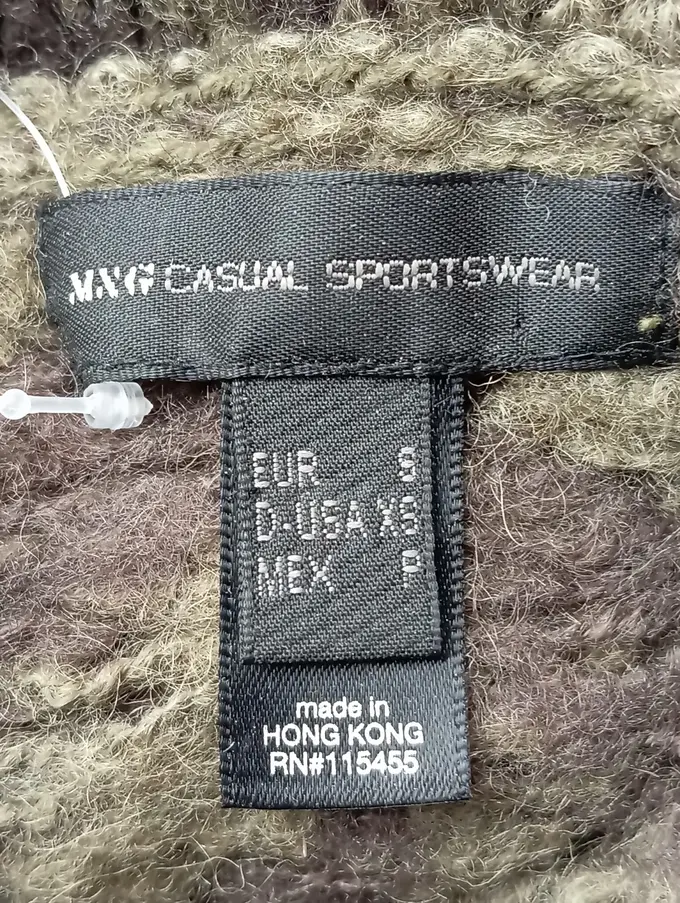 MNG CASUAL SPORTSWEAR
EUR S
D-USA XS
MEX P
made in
HONG KONG
RN#115455